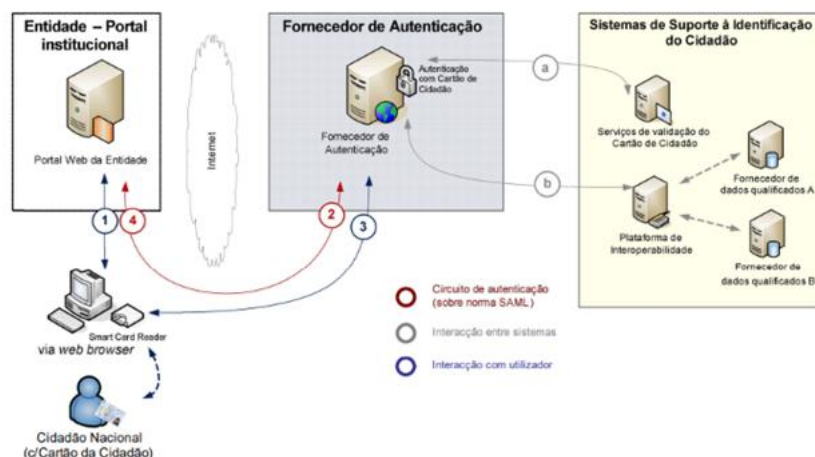 Entidade – Portal
institucional
Portal Web da Entidade
Internet
Fornecedor de Autenticação
Autenticação
com Cartão de
Cidadão
Fornecedor de
Autenticação
Sistemas de Suporte à Identificação
do Cidadão
Serviços de validação do
Cartão de Cidadão
Fornecedor de
dados qualificados A
Plataforma de
Interoperabilidade
Fornecedor de
dados qualificados B
a
b
1
4
2
3
Smart Card Reader
via web browser
Cidadão Nacional
(c/Cartão da Cidadão)
Circuito de autenticação
(sobre norma SAML)
Interacção entre sistemas
Interacção com utilizador